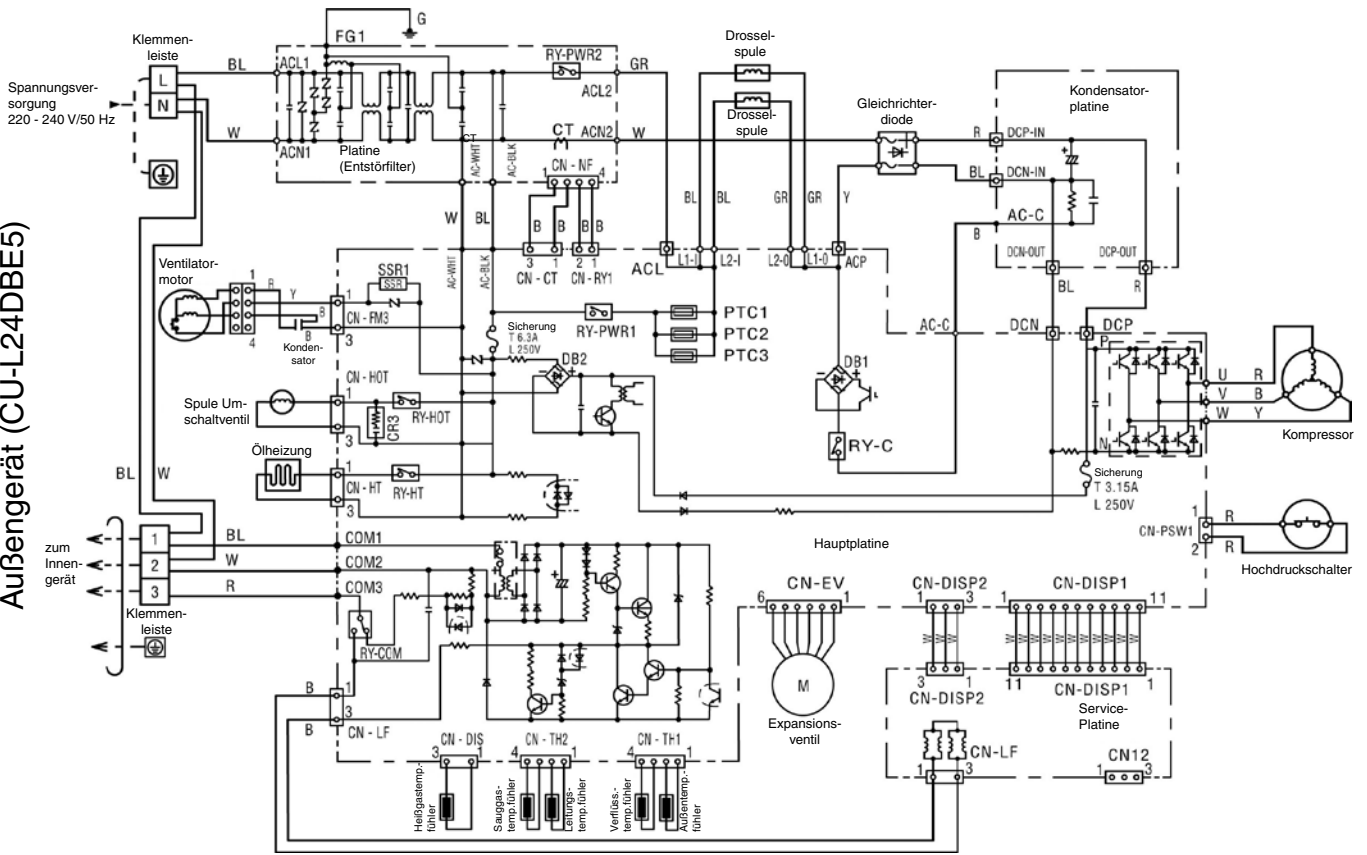 Außengerät (CU-L24DBE5)
Klemmen-
leiste
Spannungsver-
sorgung
220 - 240 V/50 Hz
L
N
BL
W
G
FG1
ACL1
ACN1
Platine
(Entstörfilter)
RY-PWR2
ACL2
GR
CT
CT
ACN2
W
AC-WHT
AC-BLK
CN - NF
1
4
W
BL
B
B
B
B
3
1
2
1
CN - CT
CN - RY1
AC-WHT
AC-BLK
Drossel-
spule
Drossel-
spule
BL
BL
GR
GR
Y
ACL
L1-I
L2-I
L2-O
L1-O
ACP
Gleichrichter-
diode
R
BL
B
Kondensator-
platine
DCP-IN
DCN-IN
AC-C
DCN-OUT
DCP-OUT
BL
R
AC-C
DCN
DCP
Ventilator-
motor
1
4
R
Y
B
B
Konden-
sator
1
3
CN - FM3
SSR1
SSR
Sicherung
T 6.3A
L 250V
RY-PWR1
PTC1
PTC2
PTC3
DB2
DB1
RY-C
P
N
Sicherung
T 3.15A
L 250V
U
V
W
R
B
Y
Kompressor
CN - HOT
1
3
Spule Um-
schaltventil
RY-HOT
CR3
Ölheizung
1
3
CN - HT
RY-HT
BL
W
CN-PSW1
1
2
R
R
Hochdruckschalter
zum
Innen-
gerät
1
2
3
Klemmen-
leiste
BL
W
R
COM1
COM2
COM3
RY-COM
Hauptplatine
B
B
1
3
CN - LF
CN-EV
6
1
M
Expansions-
ventil
CN-DISP2
1
3
W
W
W
3
1
CN-DISP2
CN-DISP1
1
11
W
W
W
W
W
W
W
W
W
W
W
11
1
CN-DISP1
Service-
Platine
CN-LF
1
3
CN12
1
3
CN - DIS
3
1
CN - TH2
4
1
CN - TH1
4
1
Heißgastemp.-
fühler
Sauggas-
temp.fühler
Leitungs-
temp.fühler
Verflüss.-
temp.fühler
Außentemp.-
fühler